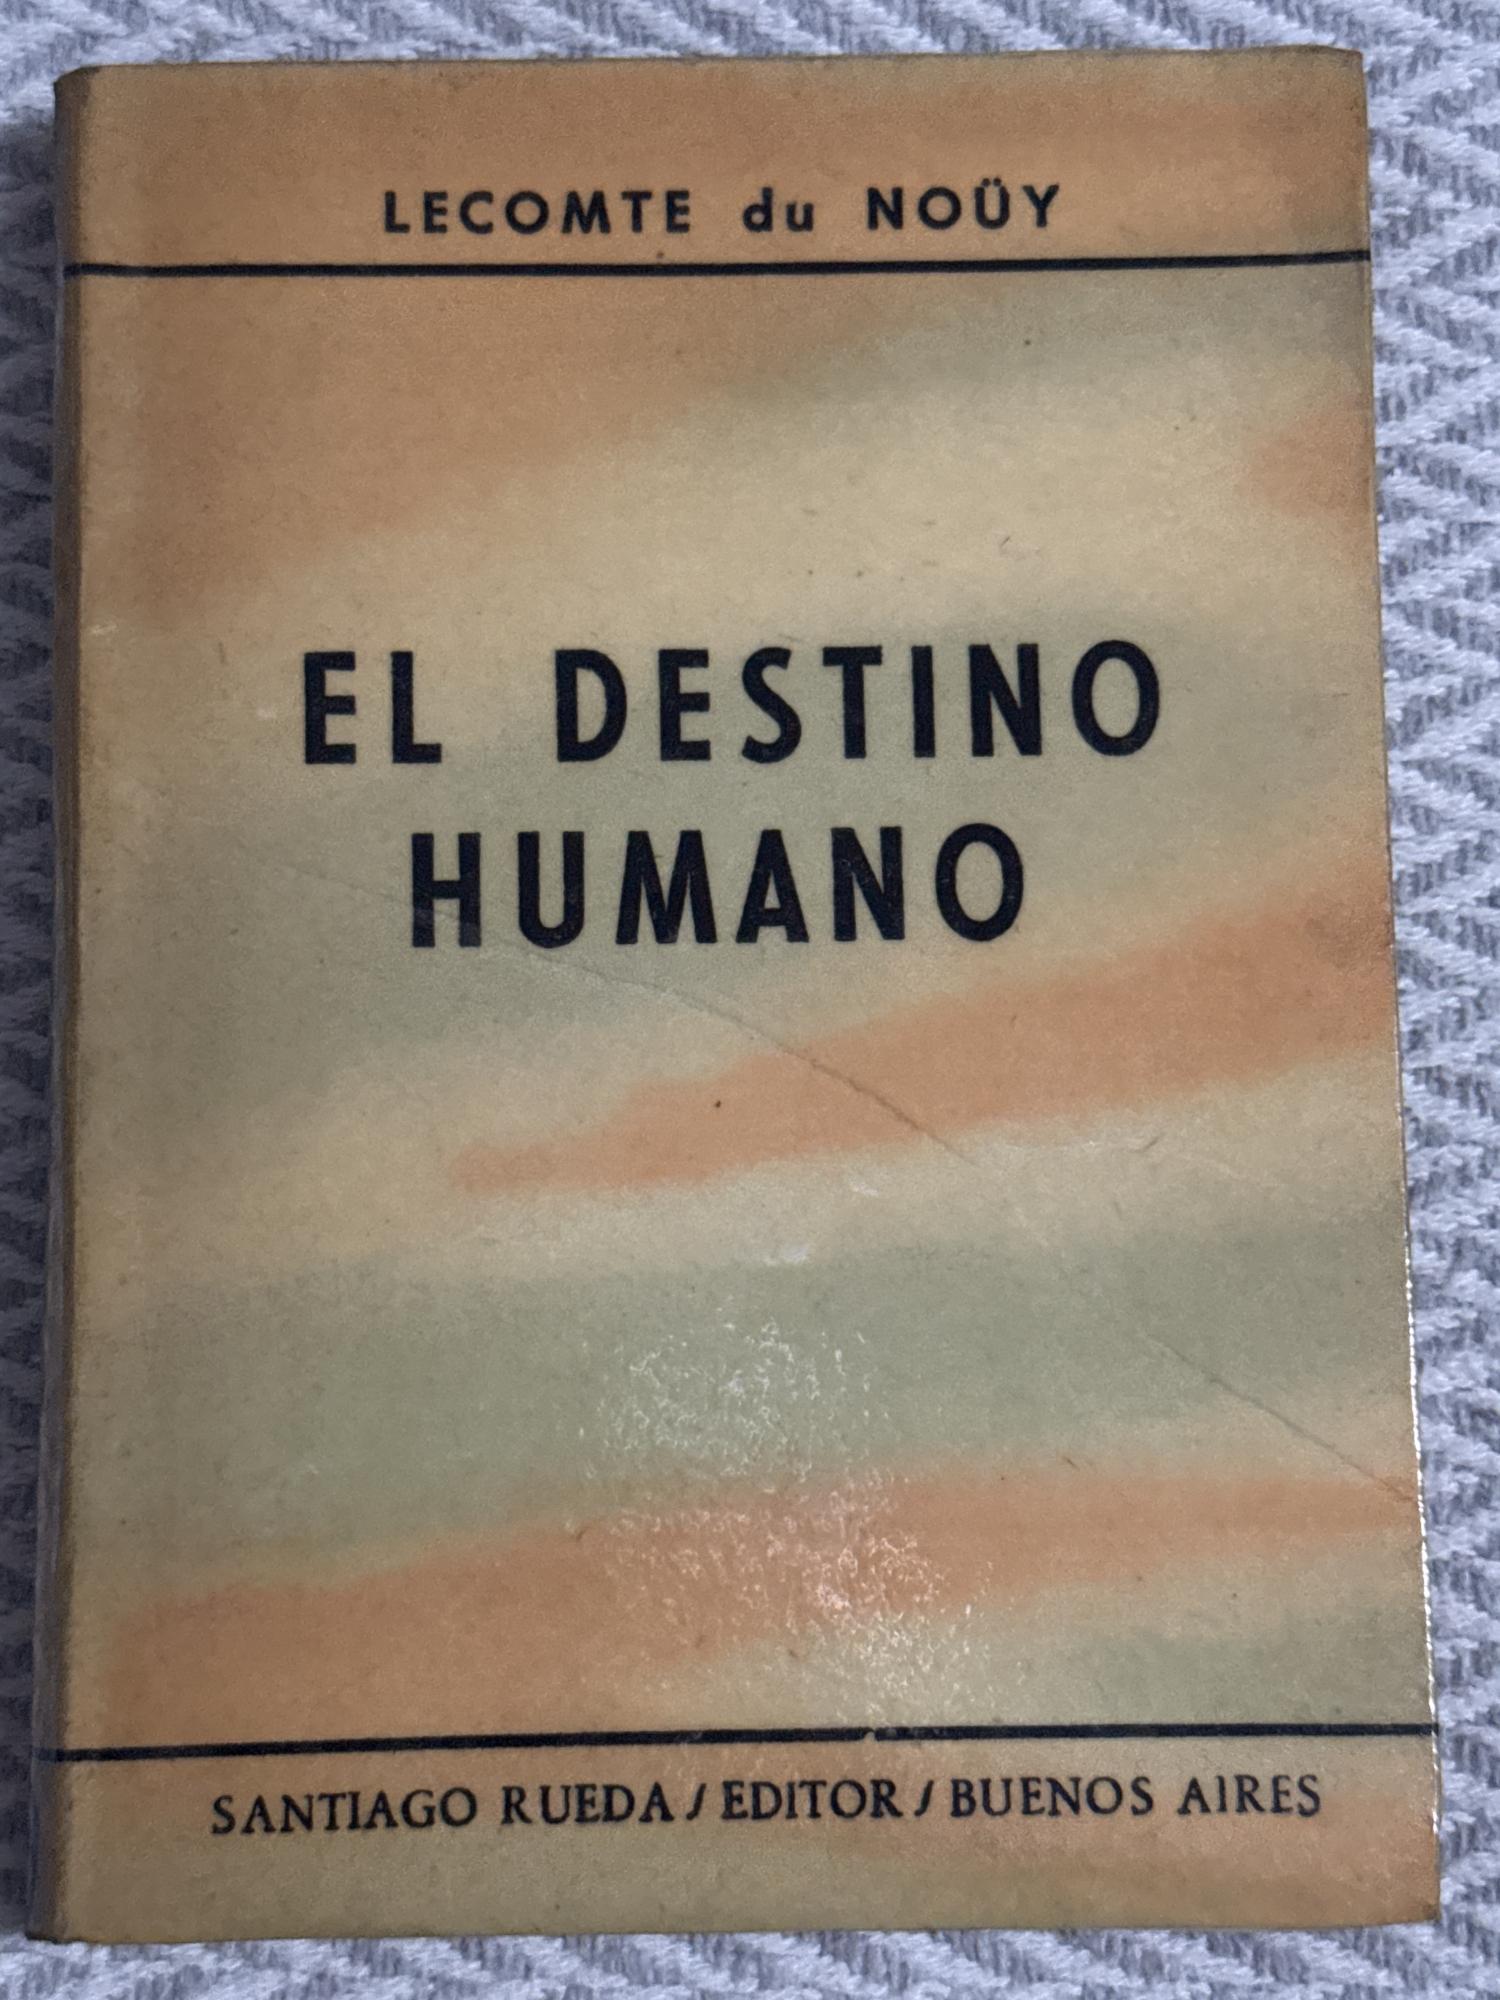 LECOMTE du NOÜY
EL DESTINO
HUMANO
SANTIAGO RUEDA / EDITOR / BUENOS AIRES